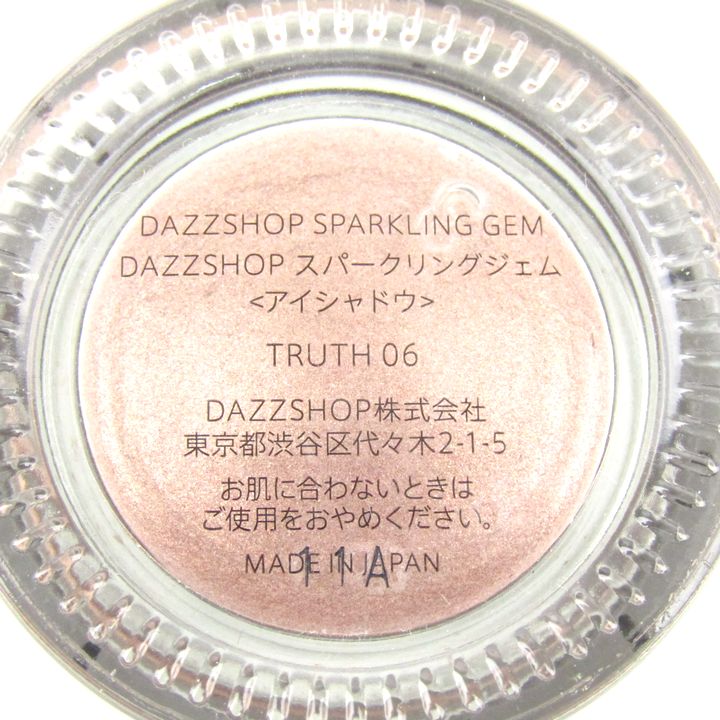 DAZZSHOP SPARKLING GEM
DAZZSHOP スパークリングジェム
<アイシャドウ>
TRUTH 06
DAZZSHOP株式会社
東京都渋谷区代々木2-1-5
お肌に合わないときは
ご使用をおやめください。
MADE IN JAPAN
11A